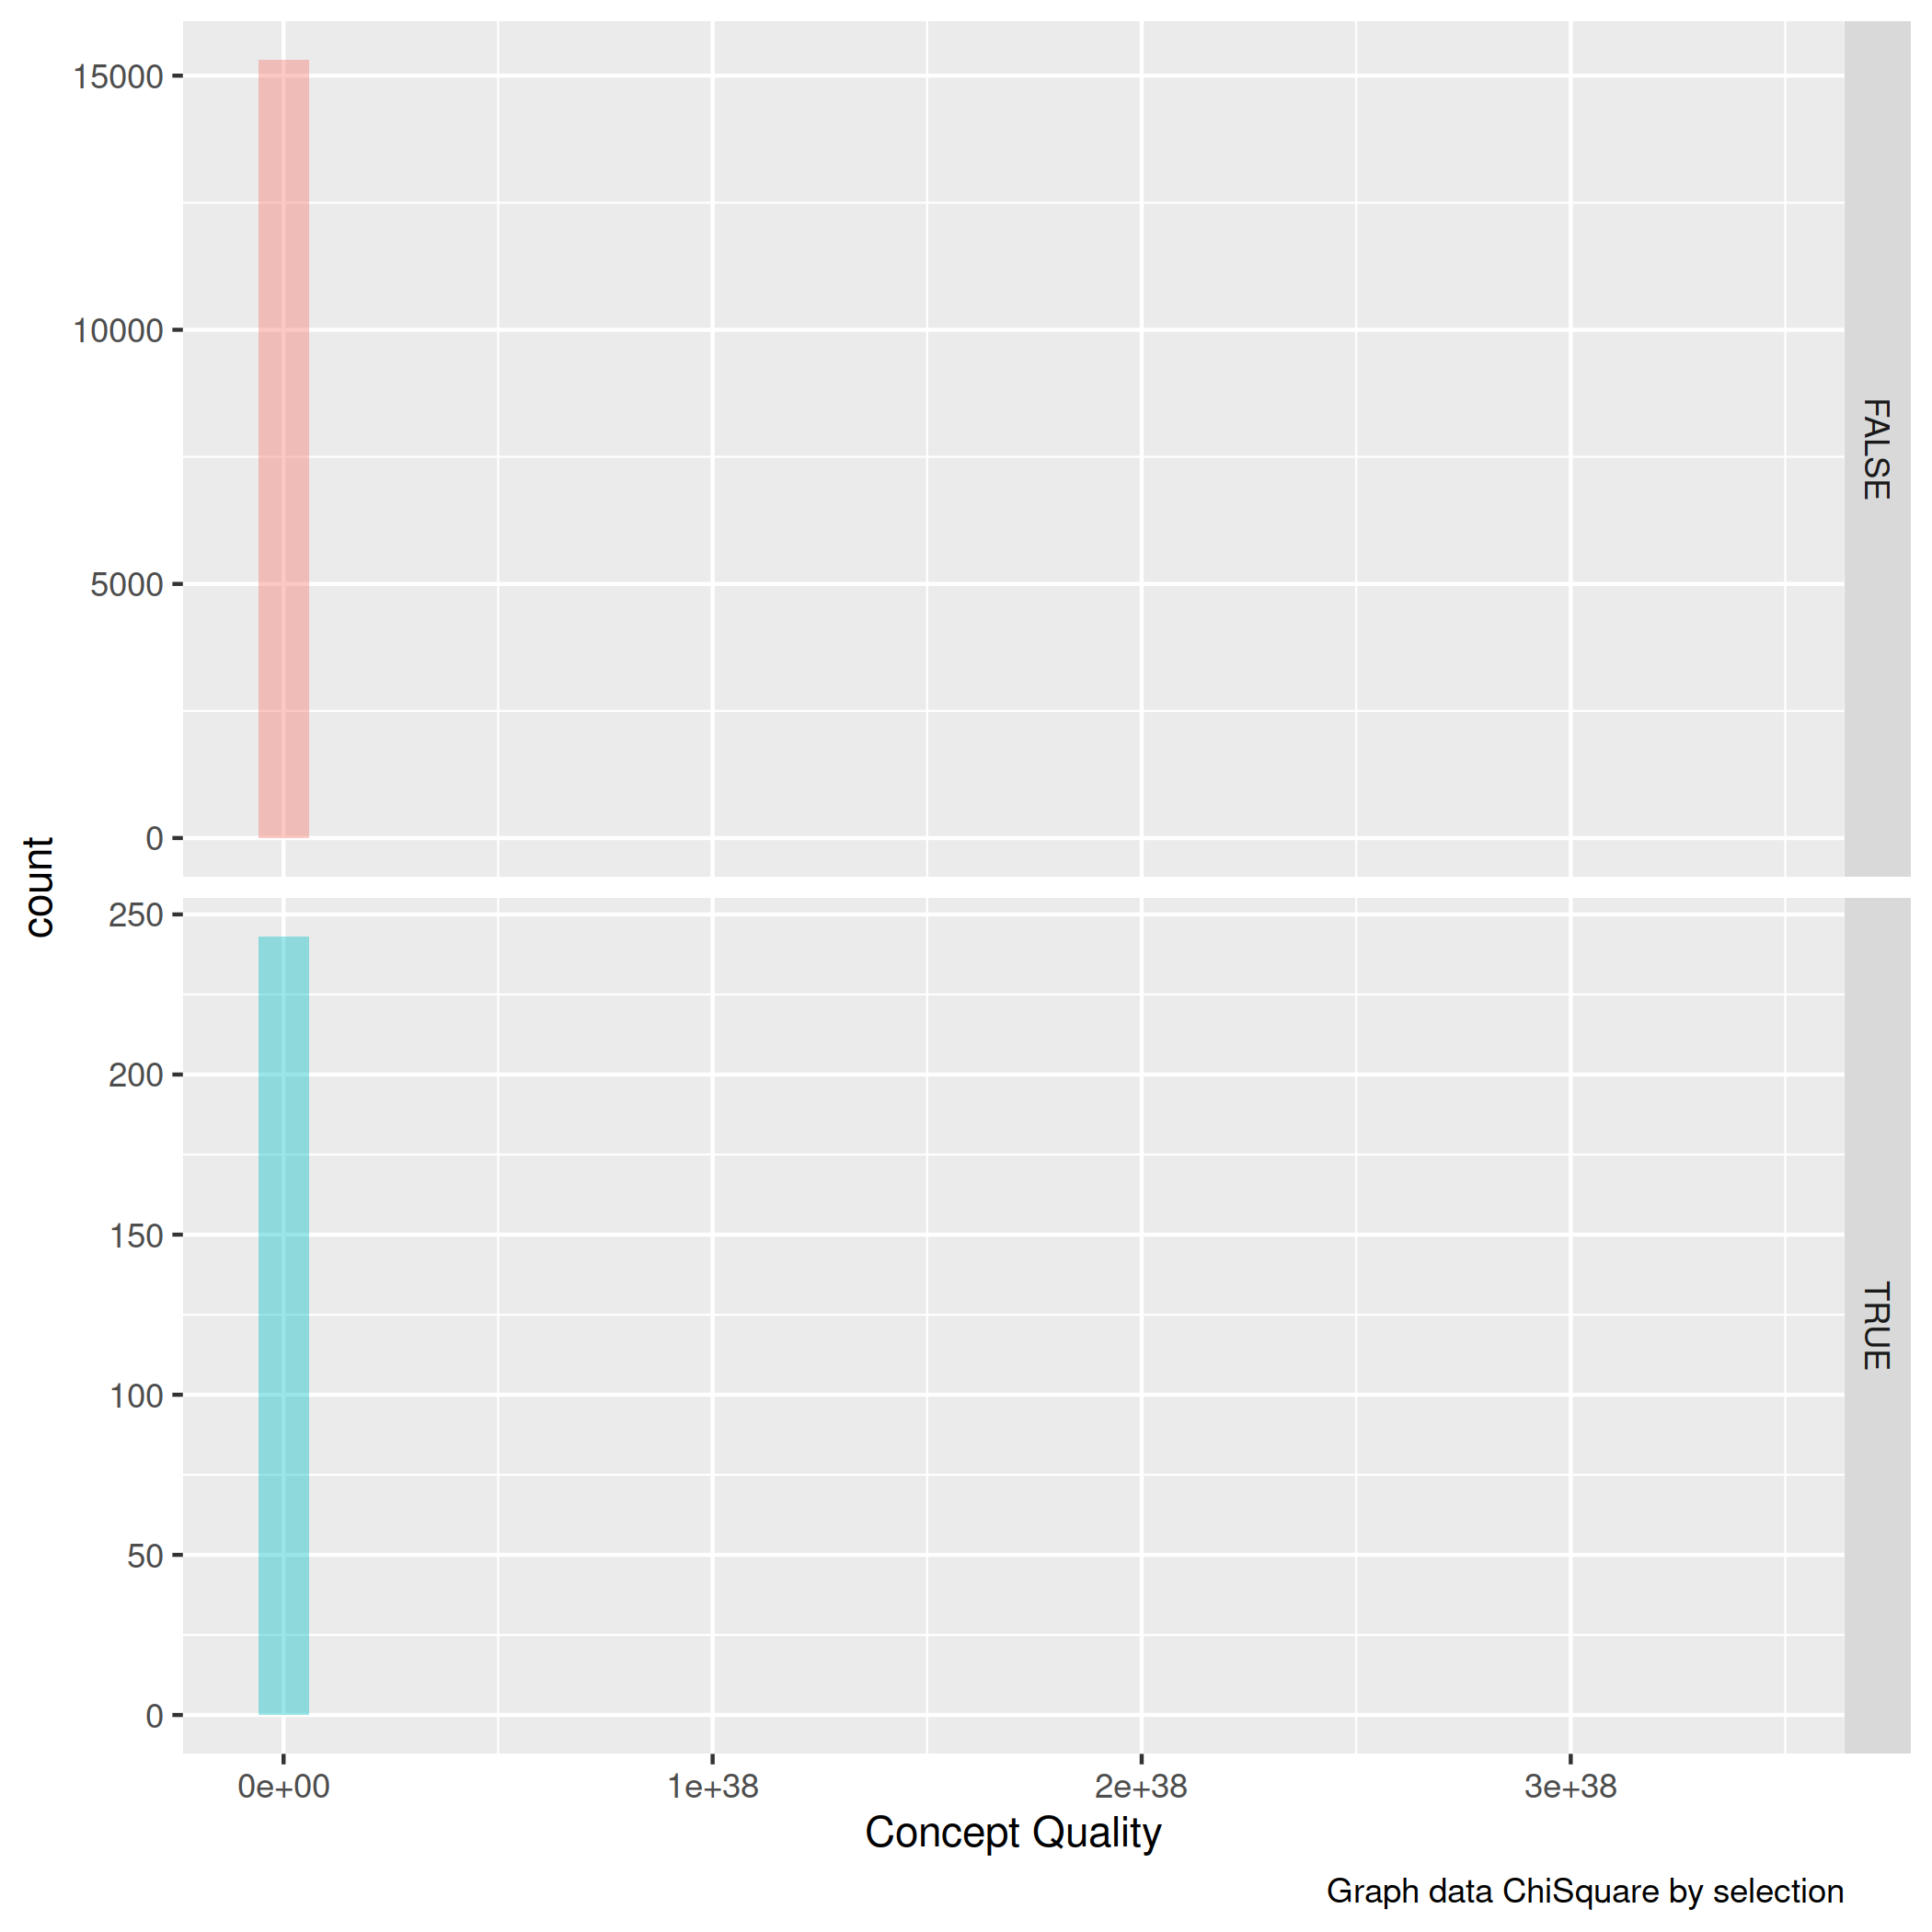 15000
10000
5000
0
FALSE
count
250
200
150
100
50
0
TRUE
0e+00 1e+38 2e+38 3e+38
Concept Quality
Graph data ChiSquare by selection